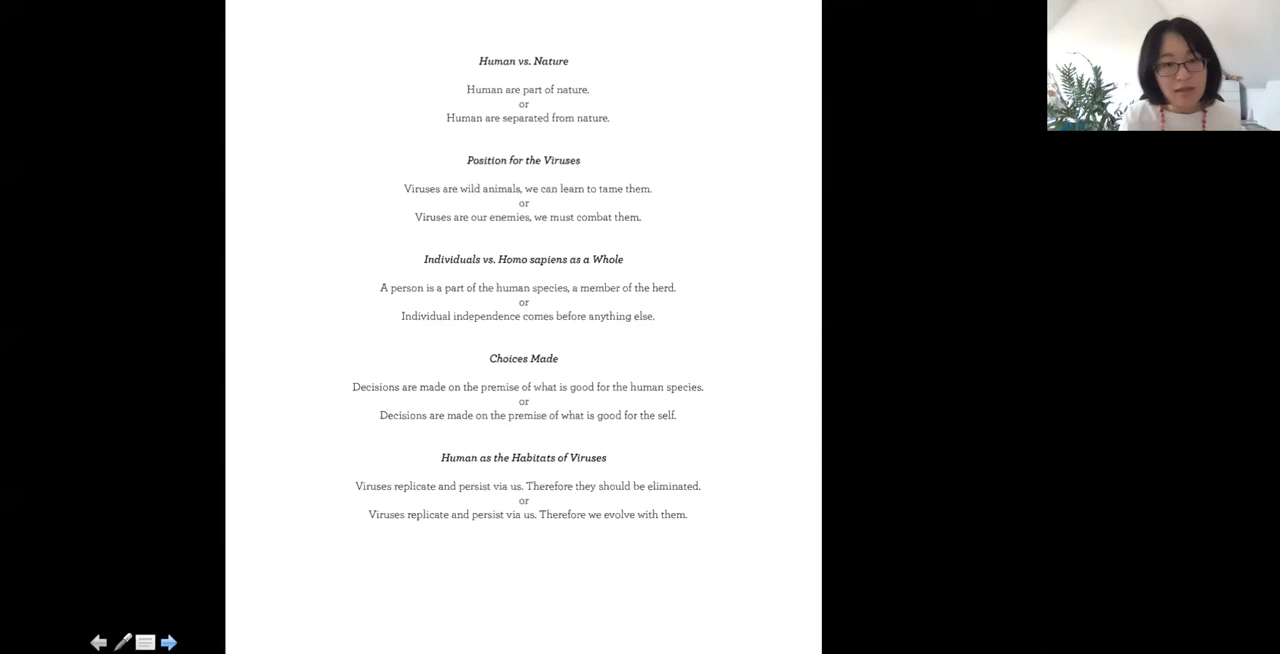 Human vs. Nature
Human are part of nature.
or
Human are separated from nature.
Position for the Viruses
Viruses are wild animals, we can learn to tame them.
or
Viruses are our enemies, we must combat them.
Individuals vs. Homo sapiens as a Whole
A person is a part of the human species, a member of the herd.
or
Individual independence comes before anything else.
Choices Made
Decisions are made on the premise of what is good for the human species.
or
Decisions are made on the premise of what is good for the self.
Human as the Habitats of Viruses
Viruses replicate and persist via us. Therefore they should be eliminated.
or
Viruses replicate and persist via us. Therefore we evolve with them.